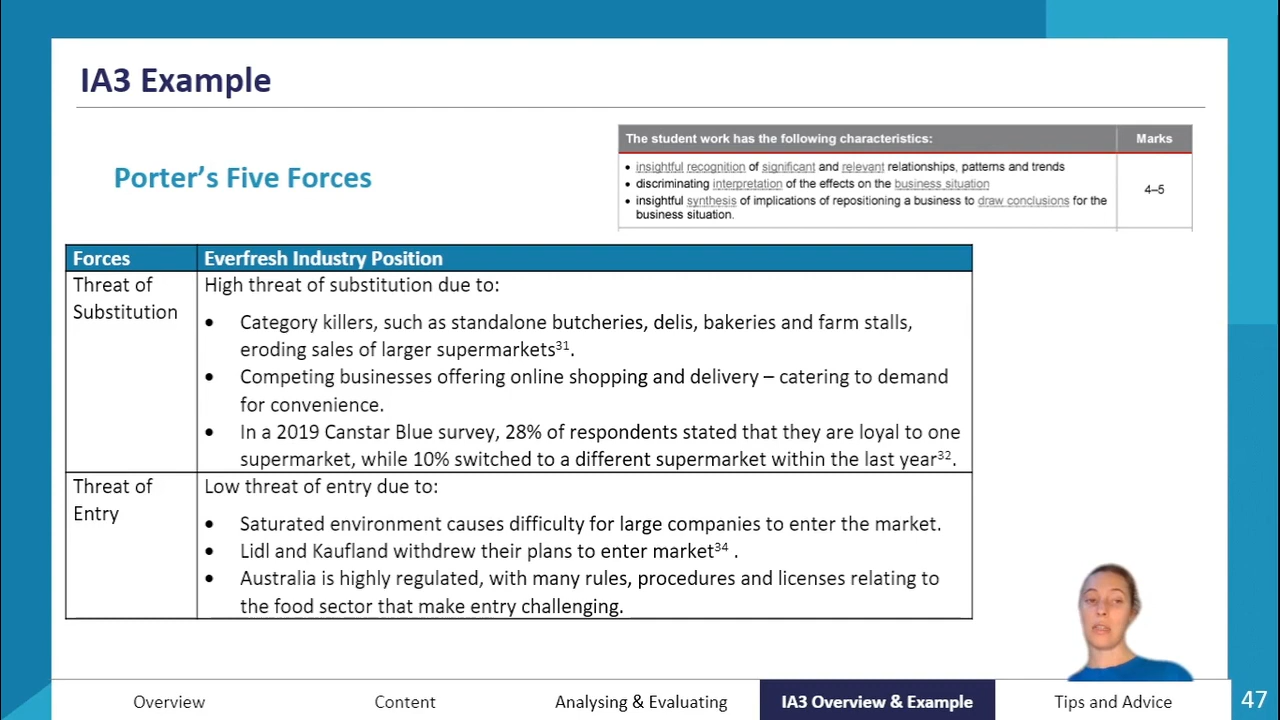 IA3 Example
Porter's Five Forces
The student work has the following characteristics:
Marks
• insightful recognition of significant and relevant relationships, patterns and trends
• discriminating interpretation of the effects on the business situation
• insightful synthesis of implications of repositioning a business to draw conclusions for the
business situation.
4–5
Forces
Everfresh Industry Position
Threat of
Substitution
High threat of substitution due to:
• Category killers, such as standalone butcheries, delis, bakeries and farm stalls,
eroding sales of larger supermarkets³¹.
• Competing businesses offering online shopping and delivery – catering to demand
for convenience.
• In a 2019 Canstar Blue survey, 28% of respondents stated that they are loyal to one
supermarket, while 10% switched to a different supermarket within the last year³².
Threat of
Entry
Low threat of entry due to:
• Saturated environment causes difficulty for large companies to enter the market.
• Lidl and Kaufland withdrew their plans to enter market³⁴ .
• Australia is highly regulated, with many rules, procedures and licenses relating to
the food sector that make entry challenging.
Overview
Content
Analysing & Evaluating
IA3 Overview & Example
Tips and Advice
47